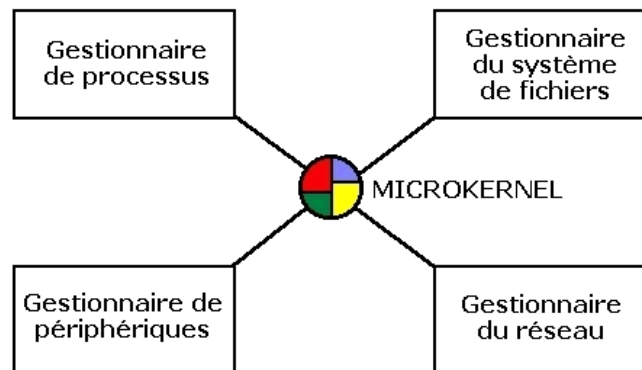 Gestionnaire
de processus
Gestionnaire
du système
de fichiers
MICROKERNEL
Gestionnaire de
périphériques
Gestionnaire
du réseau